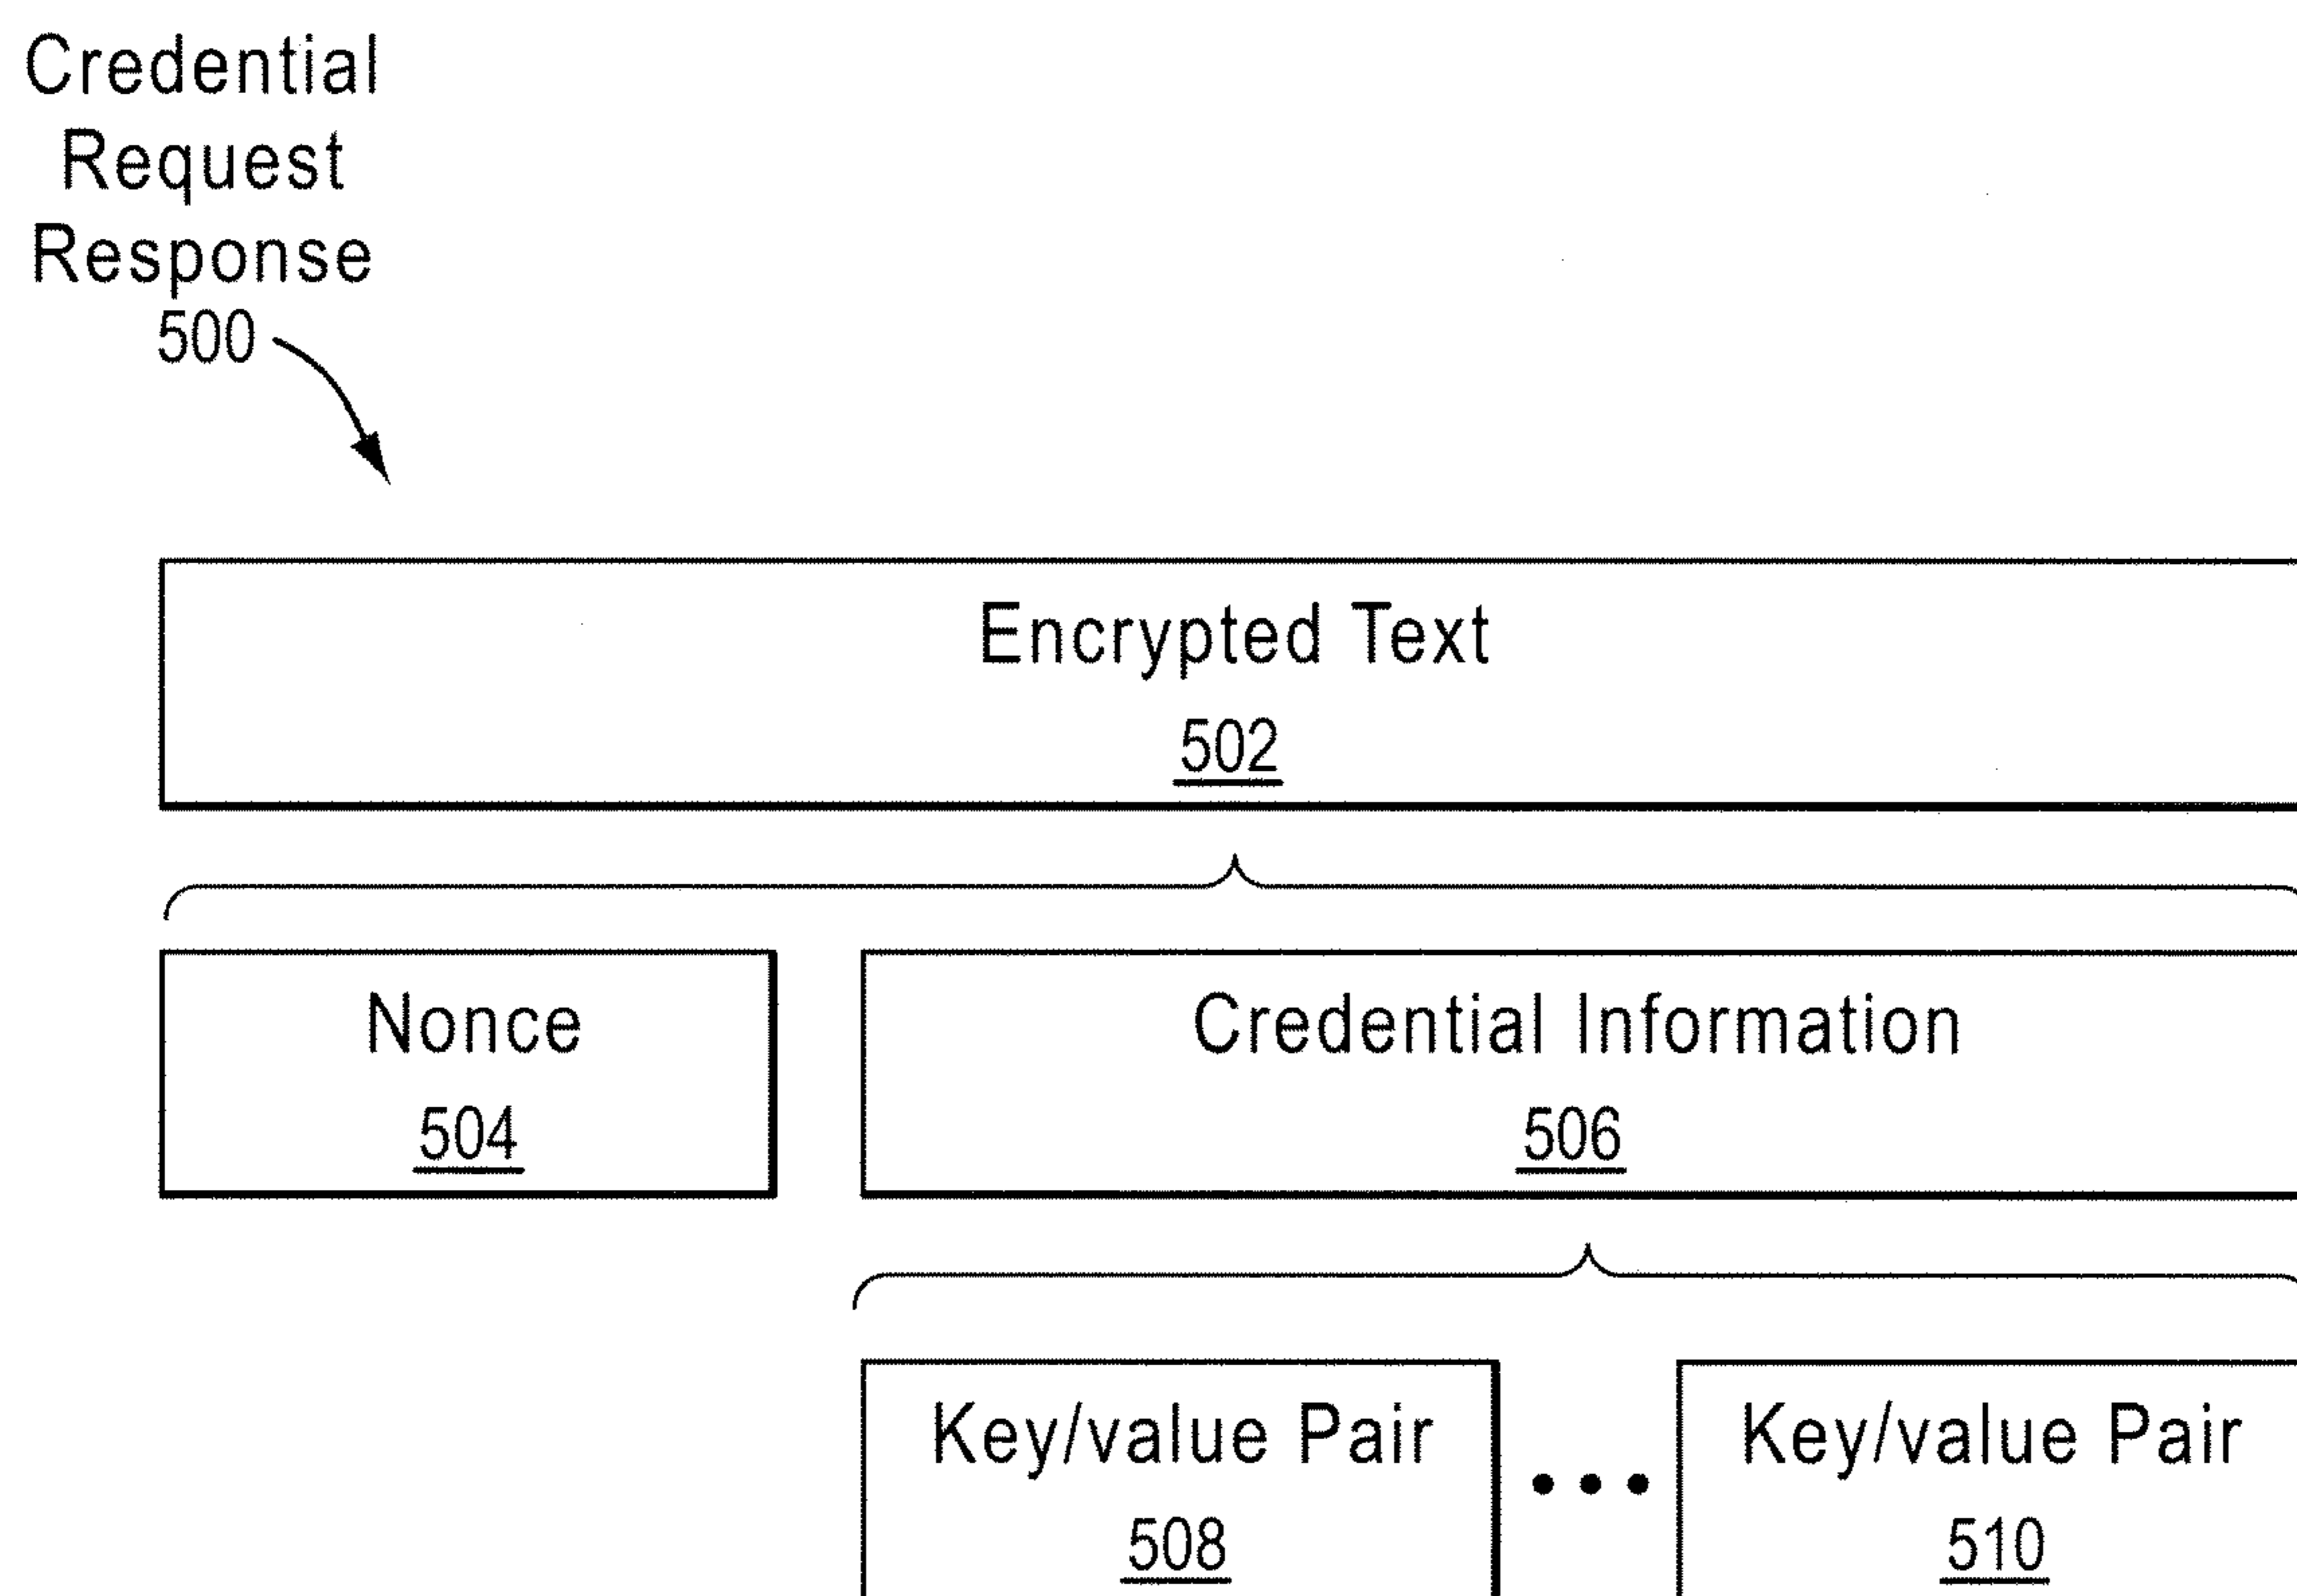 Credential
Request
Response
500
Encrypted Text
502
Nonce
504
Credential Information
506
Key/value Pair
508
•••
Key/value Pair
510